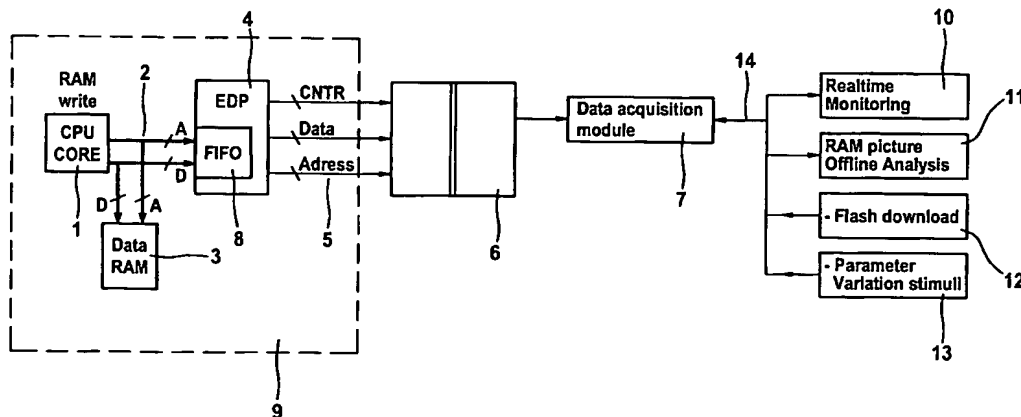 4
10
2
14
RAM
write
EDP
CNTR
Realtime
Monitoring
11
CPU
CORE
A
FIFO
Data
Data acquisition
module
RAM picture
Offline Analysis
D
Adress
D
A
1
8
5
6
7
- Flash download
Data
RAM
3
12
- Parameter
Variation stimuli
13
9